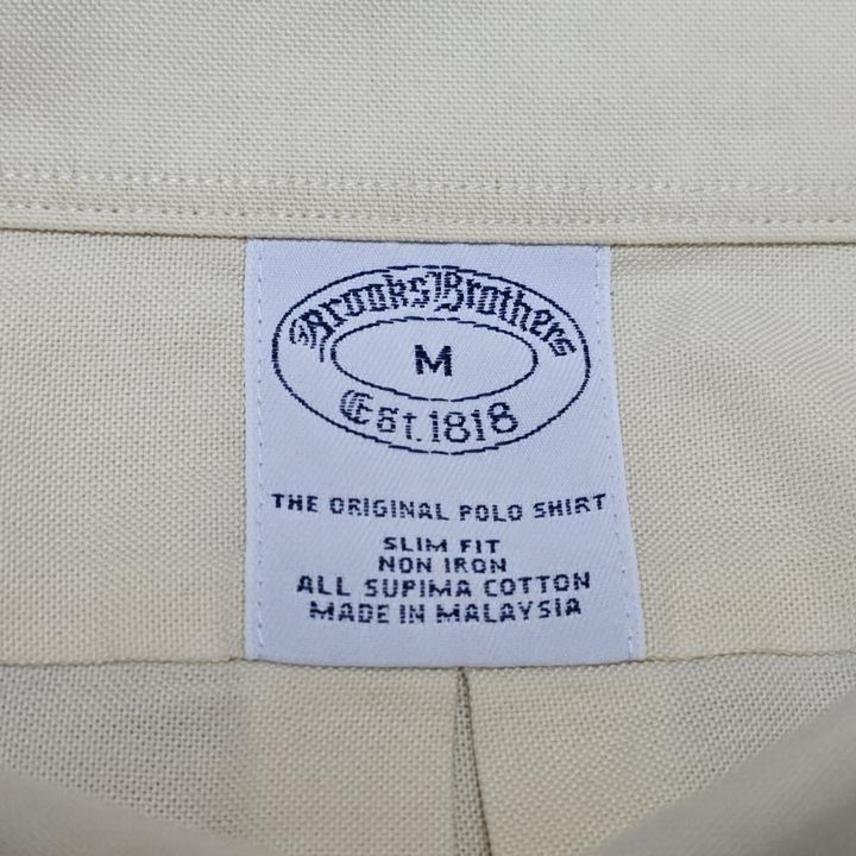 Brooks Brothers
M
Est. 1818
THE ORIGINAL POLO SHIRT
SLIM FIT
NON IRON
ALL SUPIMA COTTON
MADE IN MALAYSIA